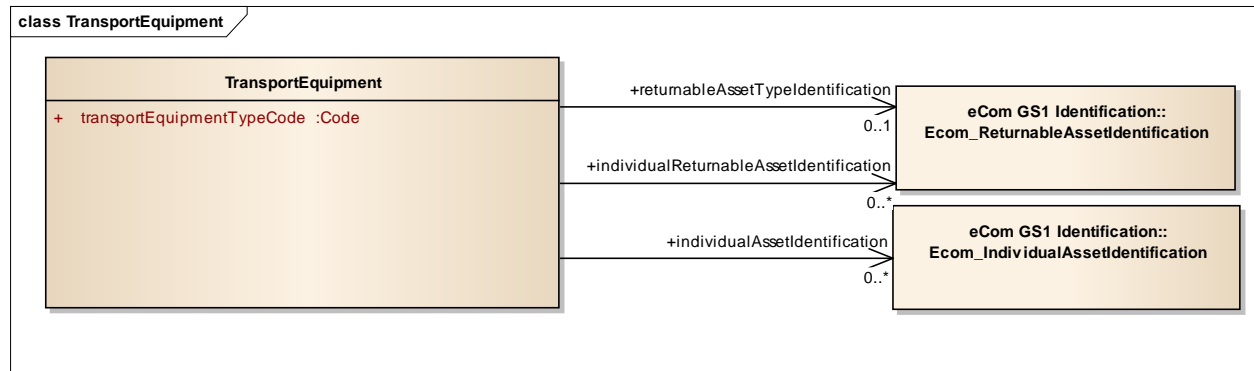 class TransportEquipment
TransportEquipment
+ transportEquipmentTypeCode :Code
+returnableAssetTypeIdentification
0..1
+individualReturnableAssetIdentification
0..*
+individualAssetIdentification
0..*
eCom GS1 Identification::
Ecom_ReturnableAssetIdentification
eCom GS1 Identification::
Ecom_IndividualAssetIdentification